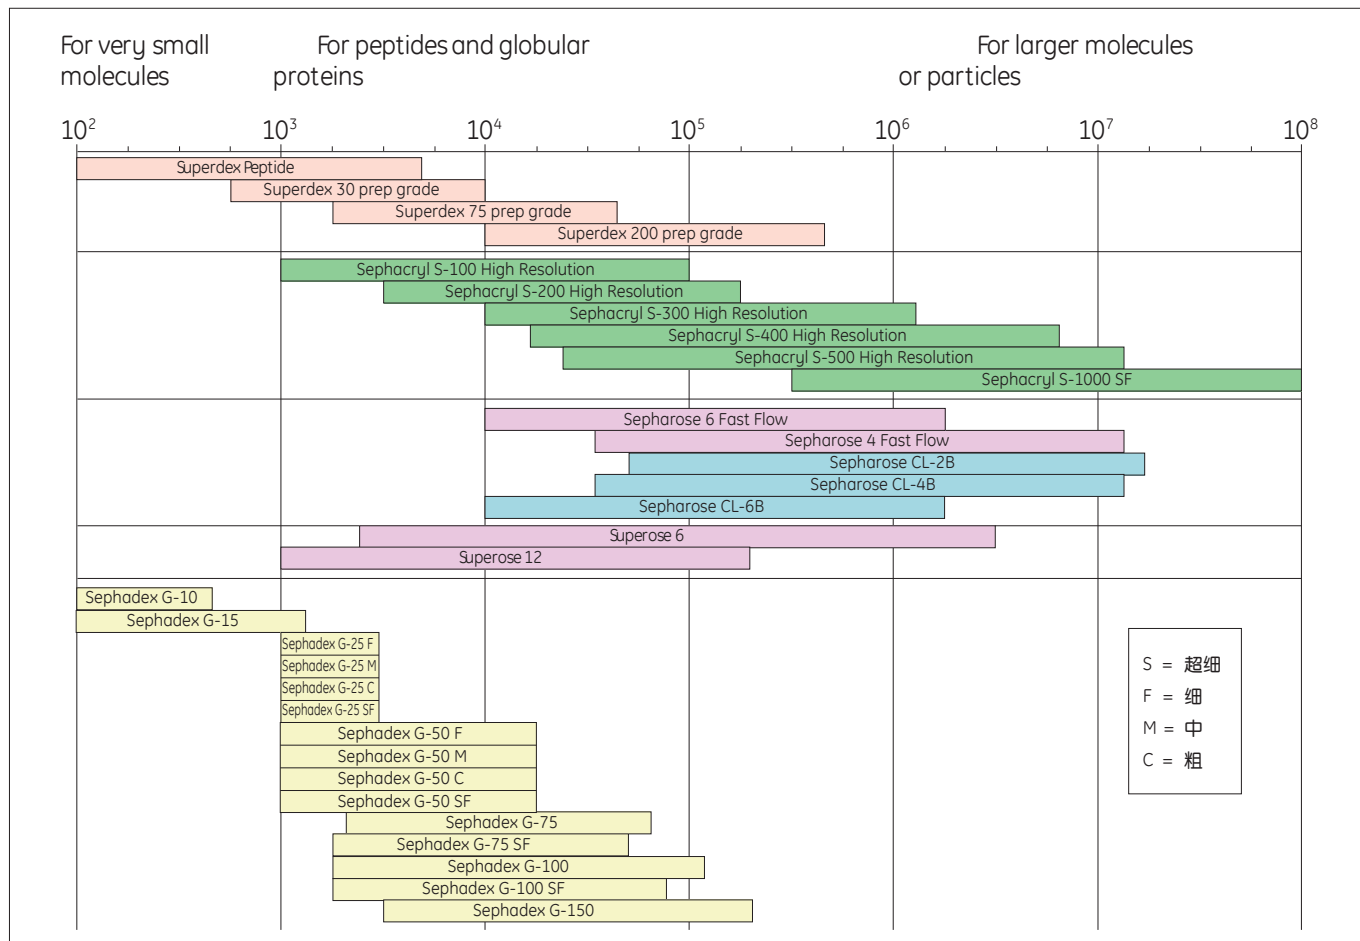 For very small
molecules
For peptides and globular
proteins
For larger molecules
or particles
10² 10³ 10⁴ 10⁵ 10⁶ 10⁷ 10⁸
Superdex Peptide
Superdex 30 prep grade
Superdex 75 prep grade
Superdex 200 prep grade
Sephacryl S-100 High Resolution
Sephacryl S-200 High Resolution
Sephacryl S-300 High Resolution
Sephacryl S-400 High Resolution
Sephacryl S-500 High Resolution
Sephacryl S-1000 SF
Sepharose 6 Fast Flow
Sepharose 4 Fast Flow
Sepharose CL-2B
Sepharose CL-4B
Sepharose CL-6B
Superose 6
Superose 12
Sephadex G-10
Sephadex G-15
Sephadex G-25 F
Sephadex G-25 M
Sephadex G-25 C
Sephadex G-25 SF
Sephadex G-50 F
Sephadex G-50 M
Sephadex G-50 C
Sephadex G-50 SF
Sephadex G-75
Sephadex G-75 SF
Sephadex G-100
Sephadex G-100 SF
Sephadex G-150
S = 超细
F = 细
M = 中
C = 粗